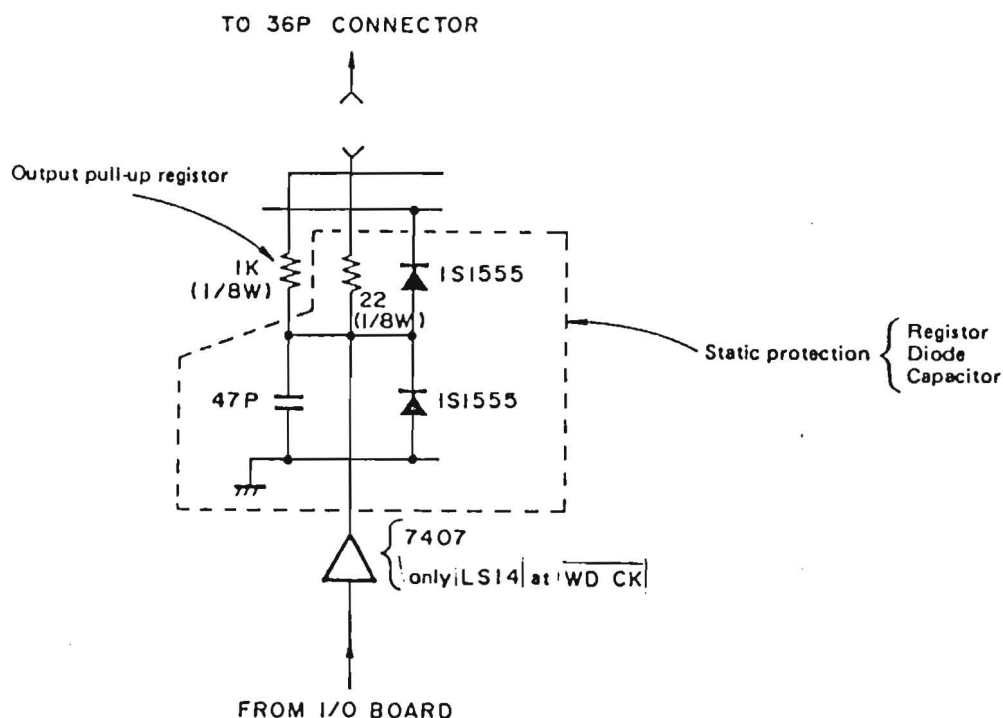 TO 36P CONNECTOR
Output pull-up registor
1K
(1/8W)
22
(1/8W)
1S1555
Static protection
Registor
Diode
Capacitor
47P
1S1555
7407
only LS14 at WD CK
FROM I/O BOARD